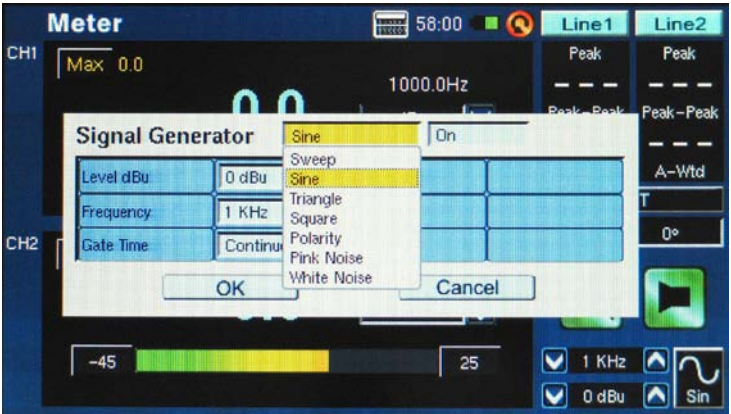 Meter
58:00
Line1
Line2
CH1
Max 0.0
1000.0Hz
Peak
Peak
Peak-Peak
Peak-Peak
A-Wtd
Signal Generator
Sine
On
Sweep
Sine
Triangle
Square
Polarity
Pink Noise
White Noise
Level dBu
0 dBu
Frequency
1 KHz
Gate Time
OK
Cancel
0°
CH2
-45
25
1 KHz
0 dBu
Sin